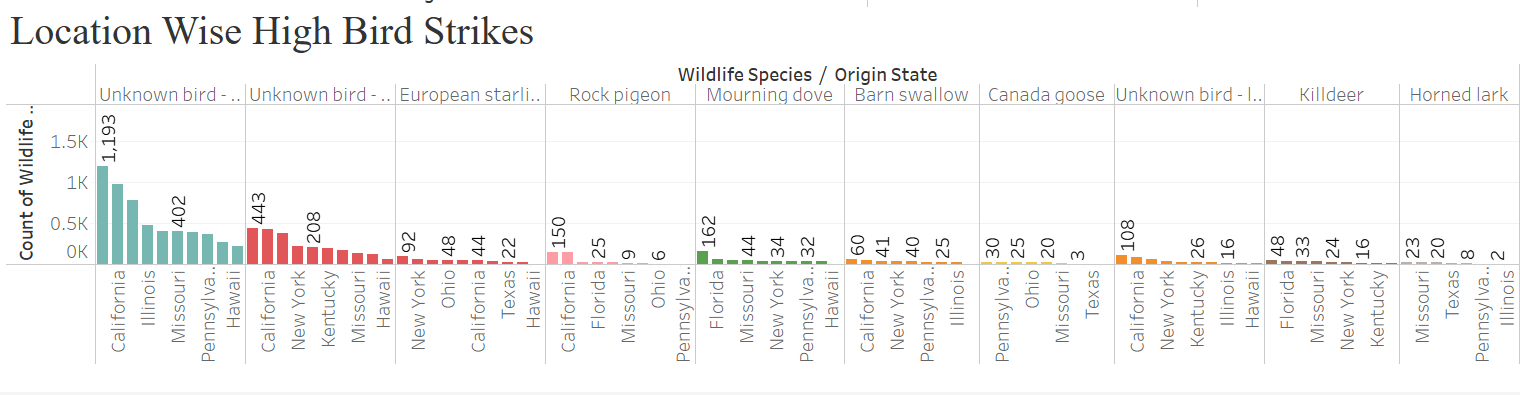 Location Wise High Bird Strikes
Wildlife Species / Origin State
Unknown bird - .. Unknown bird - .. European starli.. Rock pigeon Mourning dove Barn swallow Canada goose Unknown bird - l.. Killdeer Horned lark
Count of Wildlife ..
1.5K
1K
0.5K
0K
1,193 402 443 208 92 48 44 22 150 25 9 6 162 44 34 32 60 41 40 25 30 25 20 3 108 26 16 48 33 24 16 23 20 8 2
California Illinois Missouri Pennsylva.. Hawaii California New York Kentucky Missouri Hawaii New York Ohio California Texas Hawaii California Florida Missouri Ohio Pennsylva.. Florida Missouri New York Pennsylva.. Hawaii California New York Pennsylva.. Illinois Pennsylva.. Ohio Missouri Texas California New York Kentucky Illinois Hawaii Florida Missouri New York Kentucky Missouri Texas Pennsylva.. Illinois